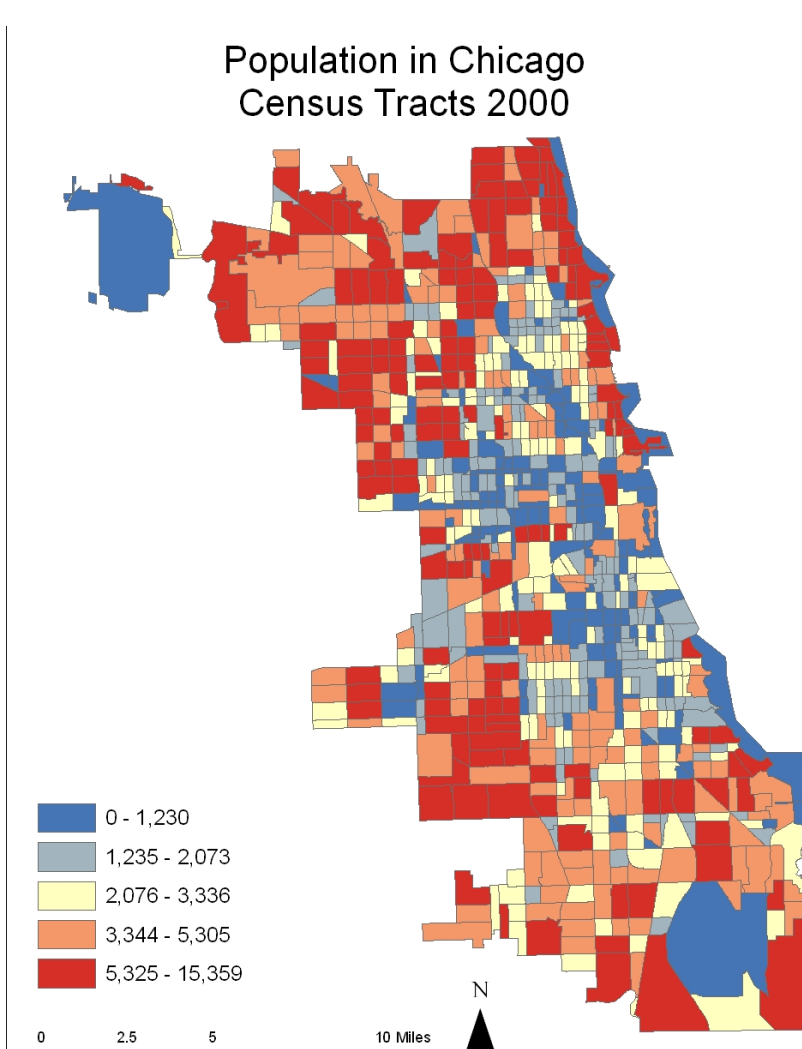 Population in Chicago
Census Tracts 2000
0 - 1,230
1,235 - 2,073
2,076 - 3,336
3,344 - 5,305
5,325 - 15,359
N
0 2.5 5 10 Miles